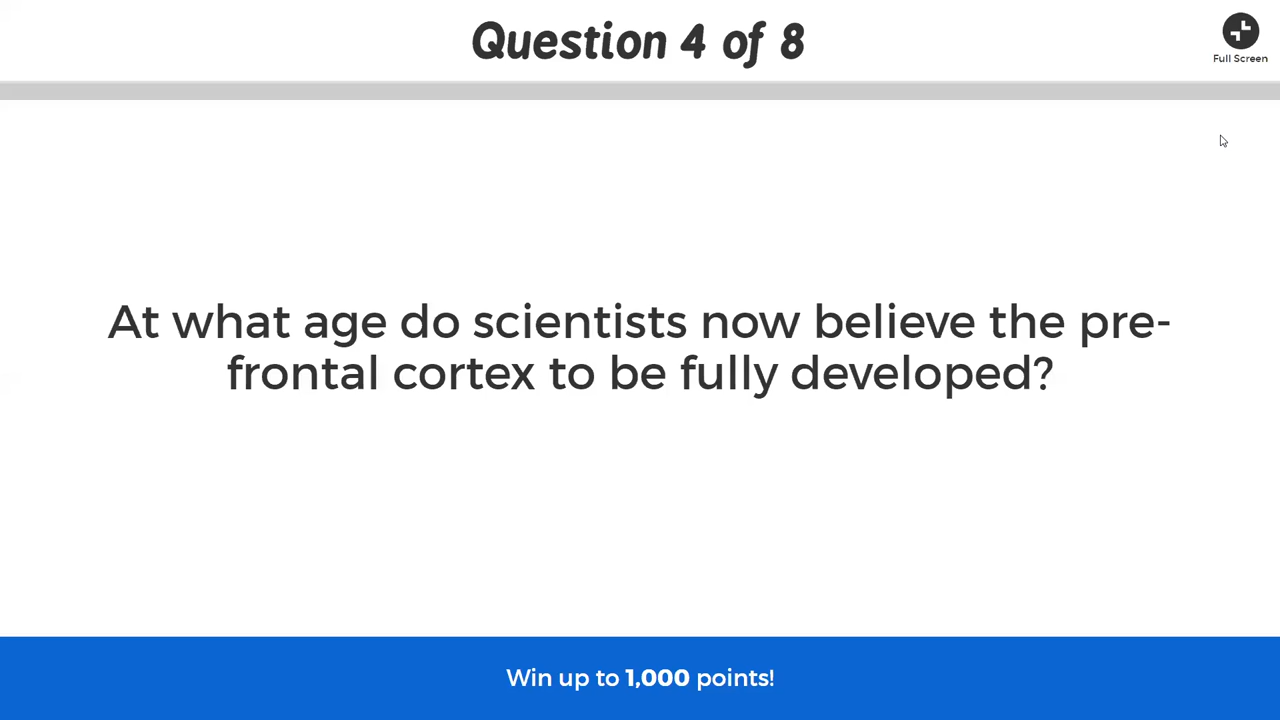 Question 4 of 8
Full Screen
At what age do scientists now believe the pre-
frontal cortex to be fully developed?
Win up to 1,000 points!